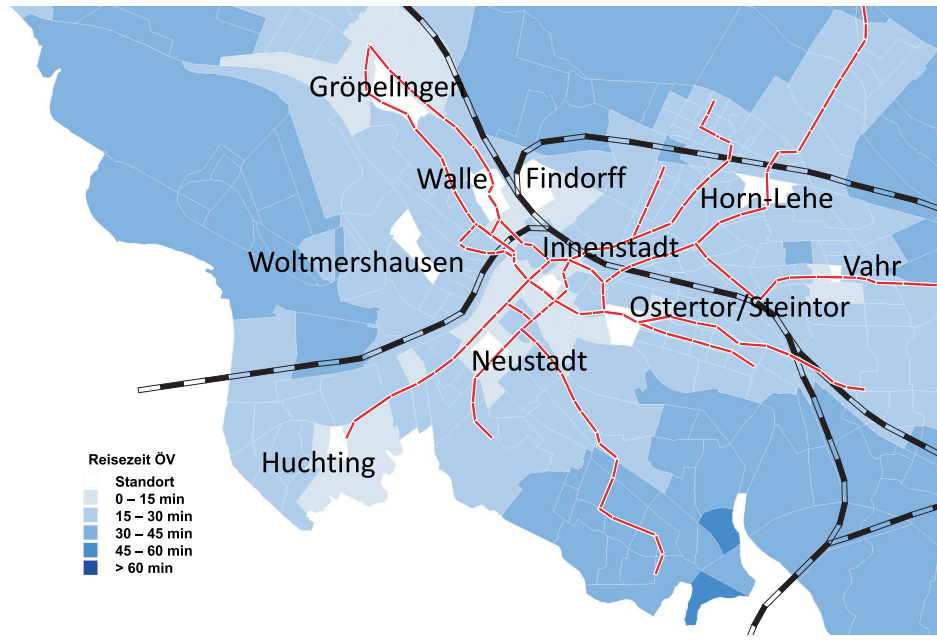 Gröpelingen
Walle
Findorff
Horn-Lehe
Innenstadt
Woltmershausen
Vahr
Ostertor/Steintor
Neustadt
Huchting
Reisezeit ÖV
Standort
0 – 15 min
15 – 30 min
30 – 45 min
45 – 60 min
> 60 min